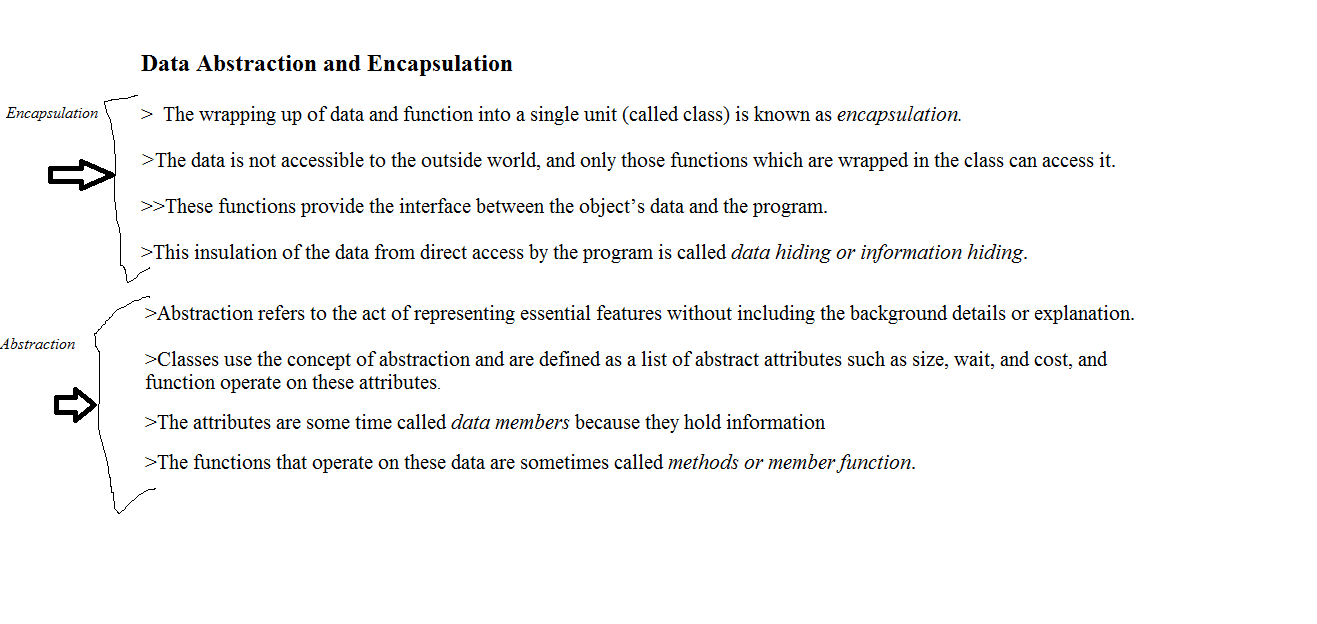 Data Abstraction and Encapsulation
Encapsulation
> The wrapping up of data and function into a single unit (called class) is known as encapsulation.
>The data is not accessible to the outside world, and only those functions which are wrapped in the class can access it.
>>These functions provide the interface between the object’s data and the program.
>This insulation of the data from direct access by the program is called data hiding or information hiding.
Abstraction
>Abstraction refers to the act of representing essential features without including the background details or explanation.
>Classes use the concept of abstraction and are defined as a list of abstract attributes such as size, wait, and cost, and
function operate on these attributes.
>The attributes are some time called data members because they hold information
>The functions that operate on these data are sometimes called methods or member function.